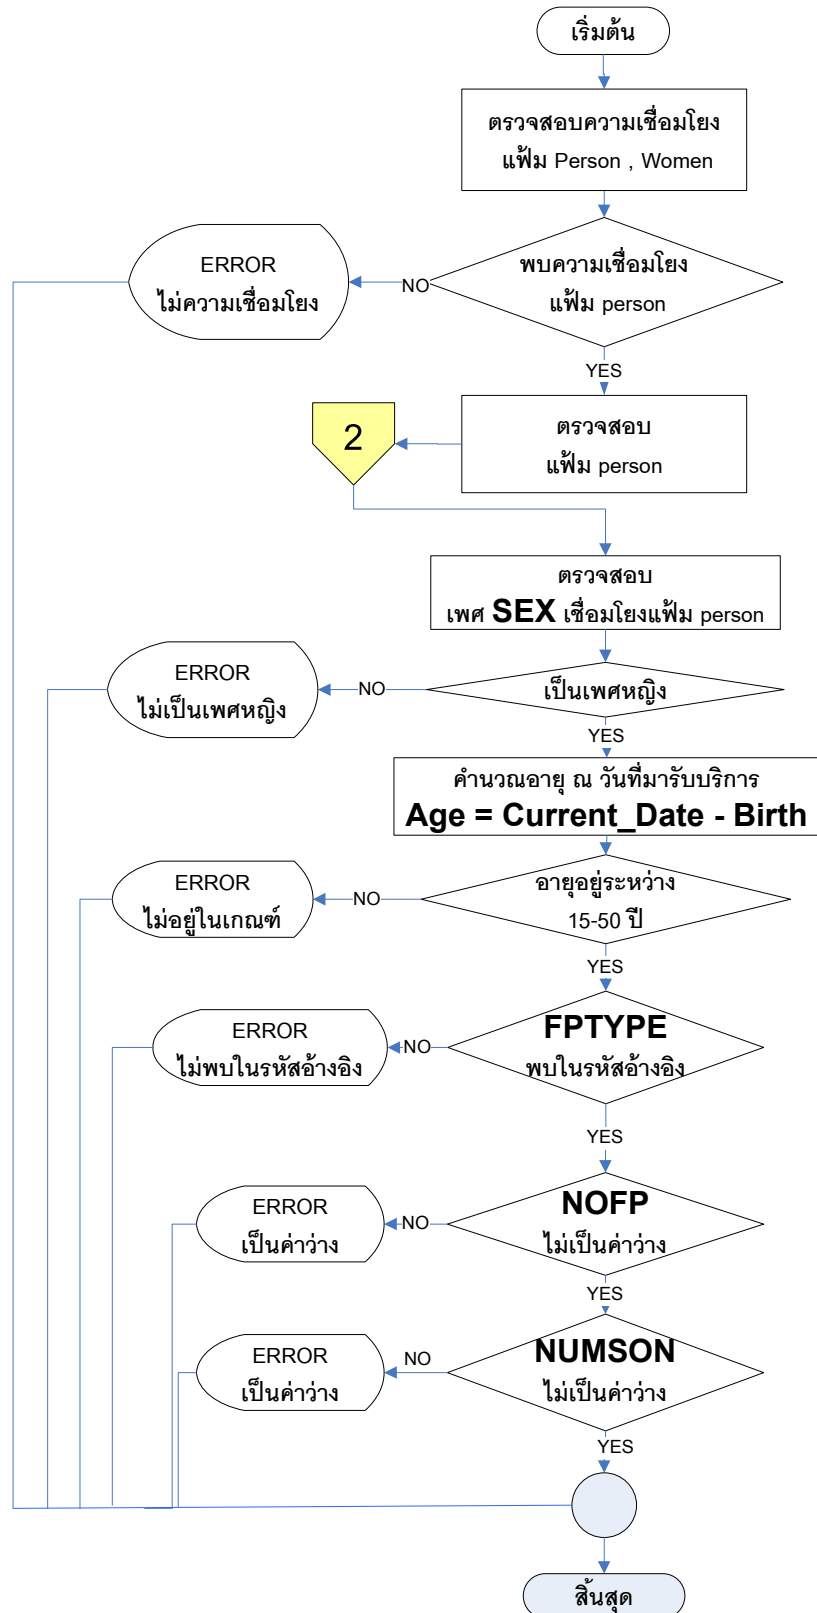 เริ่มต้น
ตรวจสอบความเชื่อมโยง
แฟ้ม Person , Women
พบความเชื่อมโยง
แฟ้ม person
NO
ERROR
ไม่ความเชื่อมโยง
YES
ตรวจสอบ
แฟ้ม person
2
ตรวจสอบ
เพศ SEX เชื่อมโยงแฟ้ม person
เป็นเพศหญิง
NO
ERROR
ไม่เป็นเพศหญิง
YES
คำนวณอายุ ณ วันที่มารับบริการ
Age = Current_Date - Birth
อายุอยู่ระหว่าง
15-50 ปี
NO
ERROR
ไม่อยู่ในเกณฑ์
YES
FPTYPE
พบในรหัสอ้างอิง
NO
ERROR
ไม่พบในรหัสอ้างอิง
YES
NOFP
ไม่เป็นค่าว่าง
NO
ERROR
เป็นค่าว่าง
YES
NUMSON
ไม่เป็นค่าว่าง
NO
ERROR
เป็นค่าว่าง
YES
สิ้นสุด